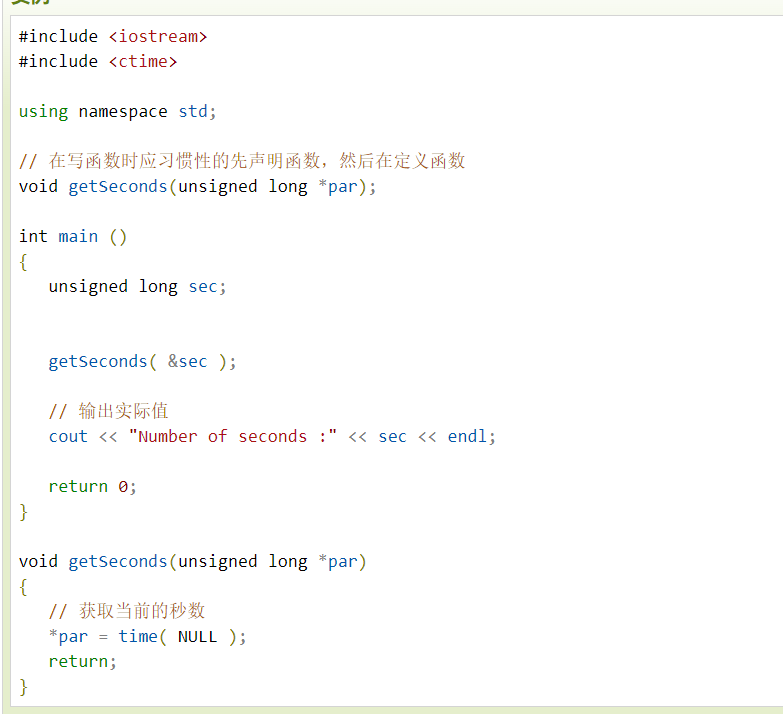 实例
#include <iostream>
#include <ctime>
using namespace std;
// 在写函数时应习惯性的先声明函数，然后在定义函数
void getSeconds(unsigned long *par);
int main ()
{
unsigned long sec;
getSeconds( &sec );
// 输出实际值
cout << "Number of seconds :" << sec << endl;
return 0;
}
void getSeconds(unsigned long *par)
{
// 获取当前的秒数
*par = time( NULL );
return;
}